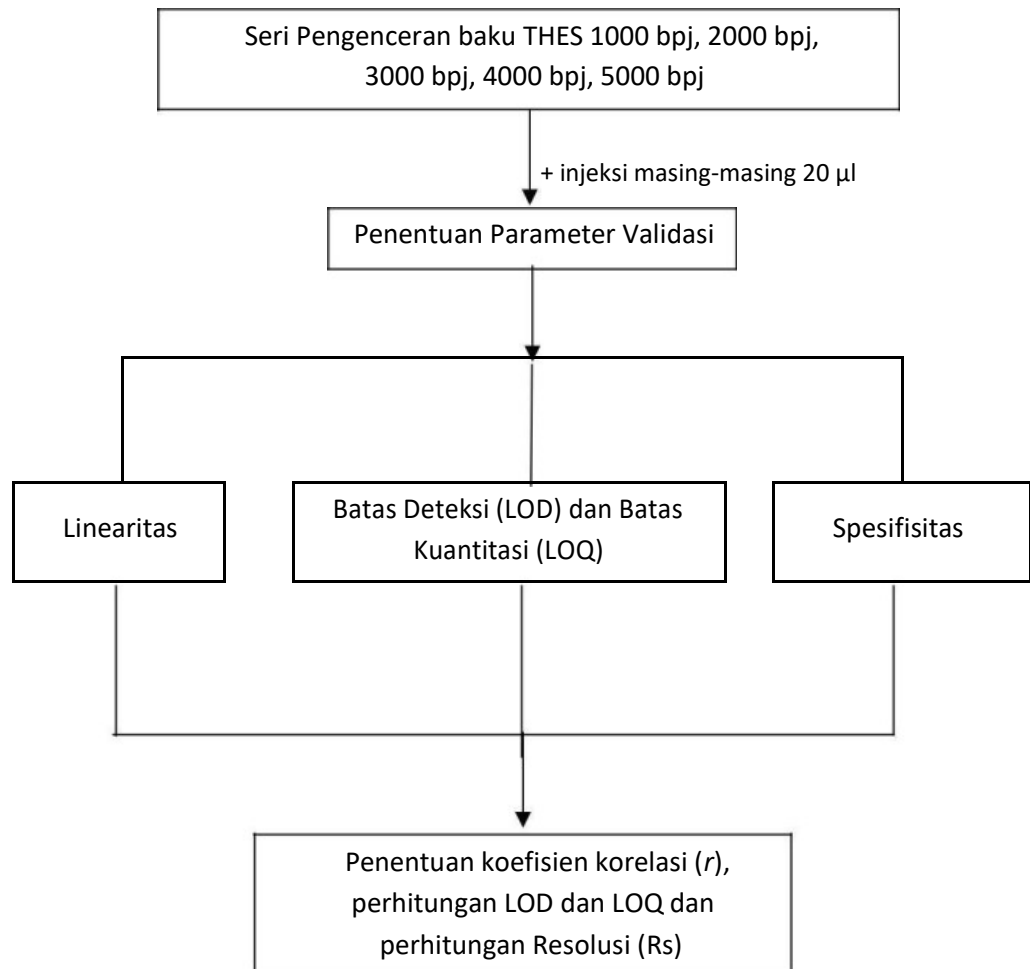 Seri Pengenceran baku THES 1000 bpj, 2000 bpj,
3000 bpj, 4000 bpj, 5000 bpj
+ injeksi masing-masing 20 µl
Penentuan Parameter Validasi
Linearitas
Batas Deteksi (LOD) dan Batas
Kuantitasi (LOQ)
Spesifisitas
Penentuan koefisien korelasi (r),
perhitungan LOD dan LOQ dan
perhitungan Resolusi (Rs)